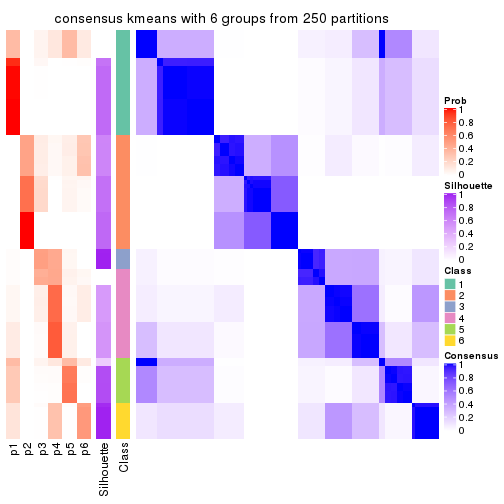 consensus kmeans with 6 groups from 250 partitions
Prob
1
0.8
0.6
0.4
0.2
0
Silhouette
1
0.8
0.6
0.4
0.2
0
Class
1
2
3
4
5
6
Consensus
1
0.8
0.6
0.4
0.2
0
p1
p2
p3
p4
p5
p6
Silhouette
Class